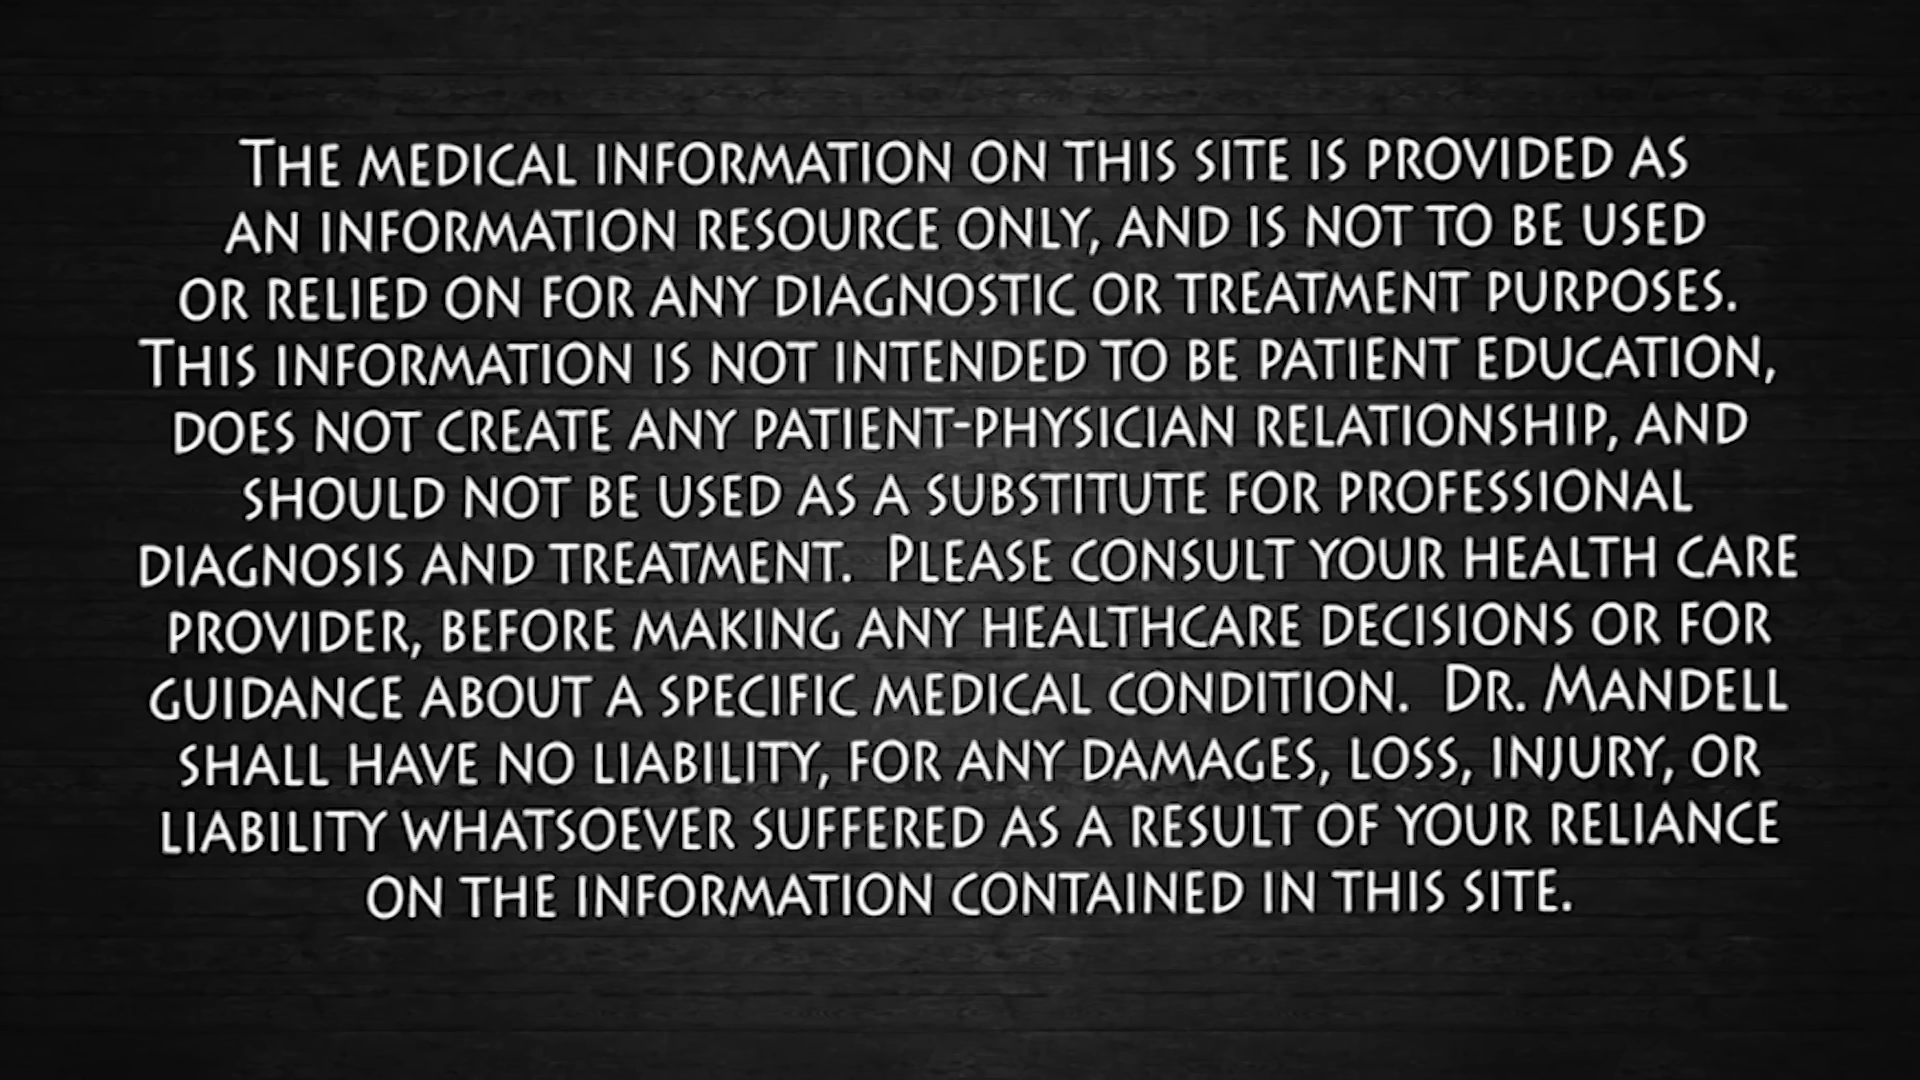 The medical information on this site is provided as
an information resource only, and is not to be used
or relied on for any diagnostic or treatment purposes.
This information is not intended to be patient education,
does not create any patient-physician relationship, and
should not be used as a substitute for professional
diagnosis and treatment. Please consult your health care
provider, before making any healthcare decisions or for
guidance about a specific medical condition. Dr. Mandell
shall have no liability, for any damages, loss, injury, or
liability whatsoever suffered as a result of your reliance
on the information contained in this site.